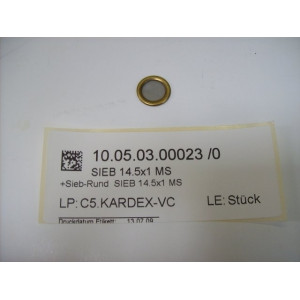 10.05.03.00023 /0
SIEB 14.5x1 MS
+Sieb-Rund SIEB 14.5x1 MS
LP: C5.KARDEX-VC LE: Stück
Druckdatum Etikett: 13.07.09